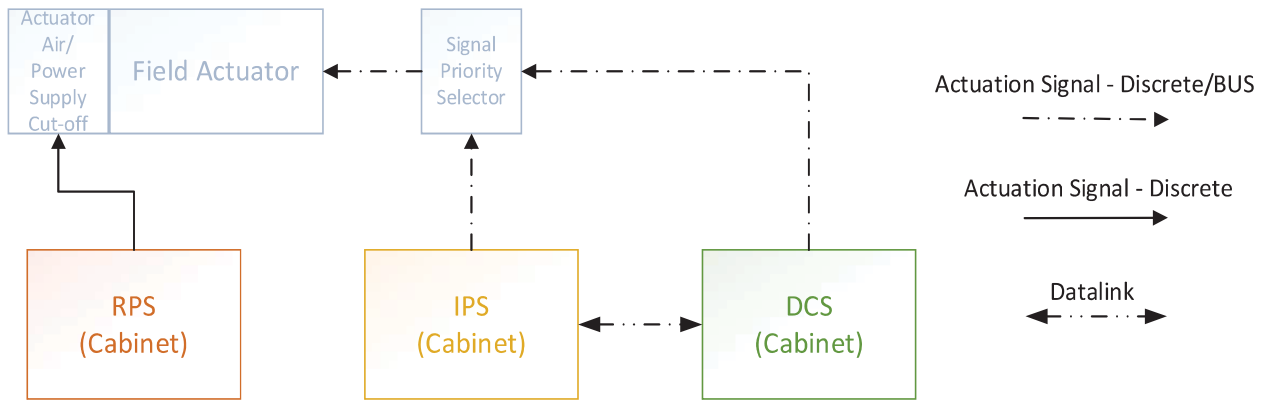 Actuator
Air/
Power
Supply
Cut-off
Field Actuator
Signal
Priority
Selector
Actuation Signal - Discrete/BUS
Actuation Signal - Discrete
Datalink
RPS
(Cabinet)
IPS
(Cabinet)
DCS
(Cabinet)